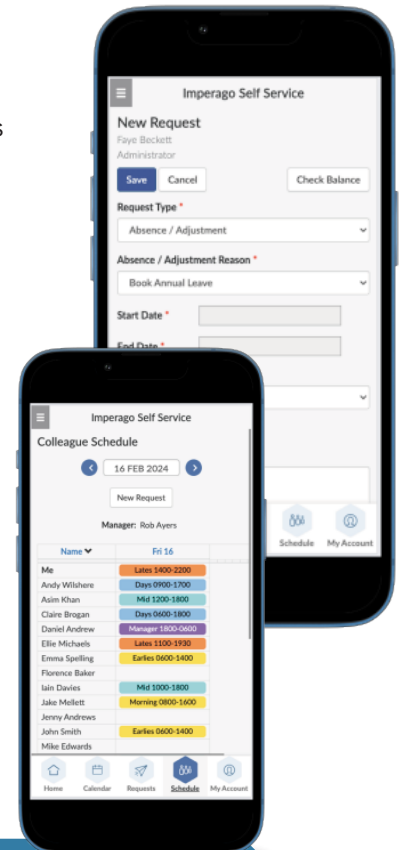 s
Imperago Self Service
New Request
Faye Beckett
Administrator
Save Cancel Check Balance
Request Type *
Absence / Adjustment
Absence / Adjustment Reason *
Book Annual Leave
Start Date *
End Date *
Schedule My Account
Imperago Self Service
Colleague Schedule
16 FEB 2024
New Request
Manager: Rob Ayers
Name Fri 16
Me Lates 1400-2200
Andy Wilshere Days 0900-1700
Asim Khan Mid 1200-1800
Claire Brogan Days 0600-1800
Daniel Andrew Manager 1800-0600
Ellie Michaels Lates 1100-1930
Emma Spelling Earlies 0600-1400
Florence Baker
Iain Davies Mid 1000-1800
Jake Mellett Morning 0800-1600
Jenny Andrews
John Smith Earlies 0600-1400
Mike Edwards
Home Calendar Requests Schedule My Account